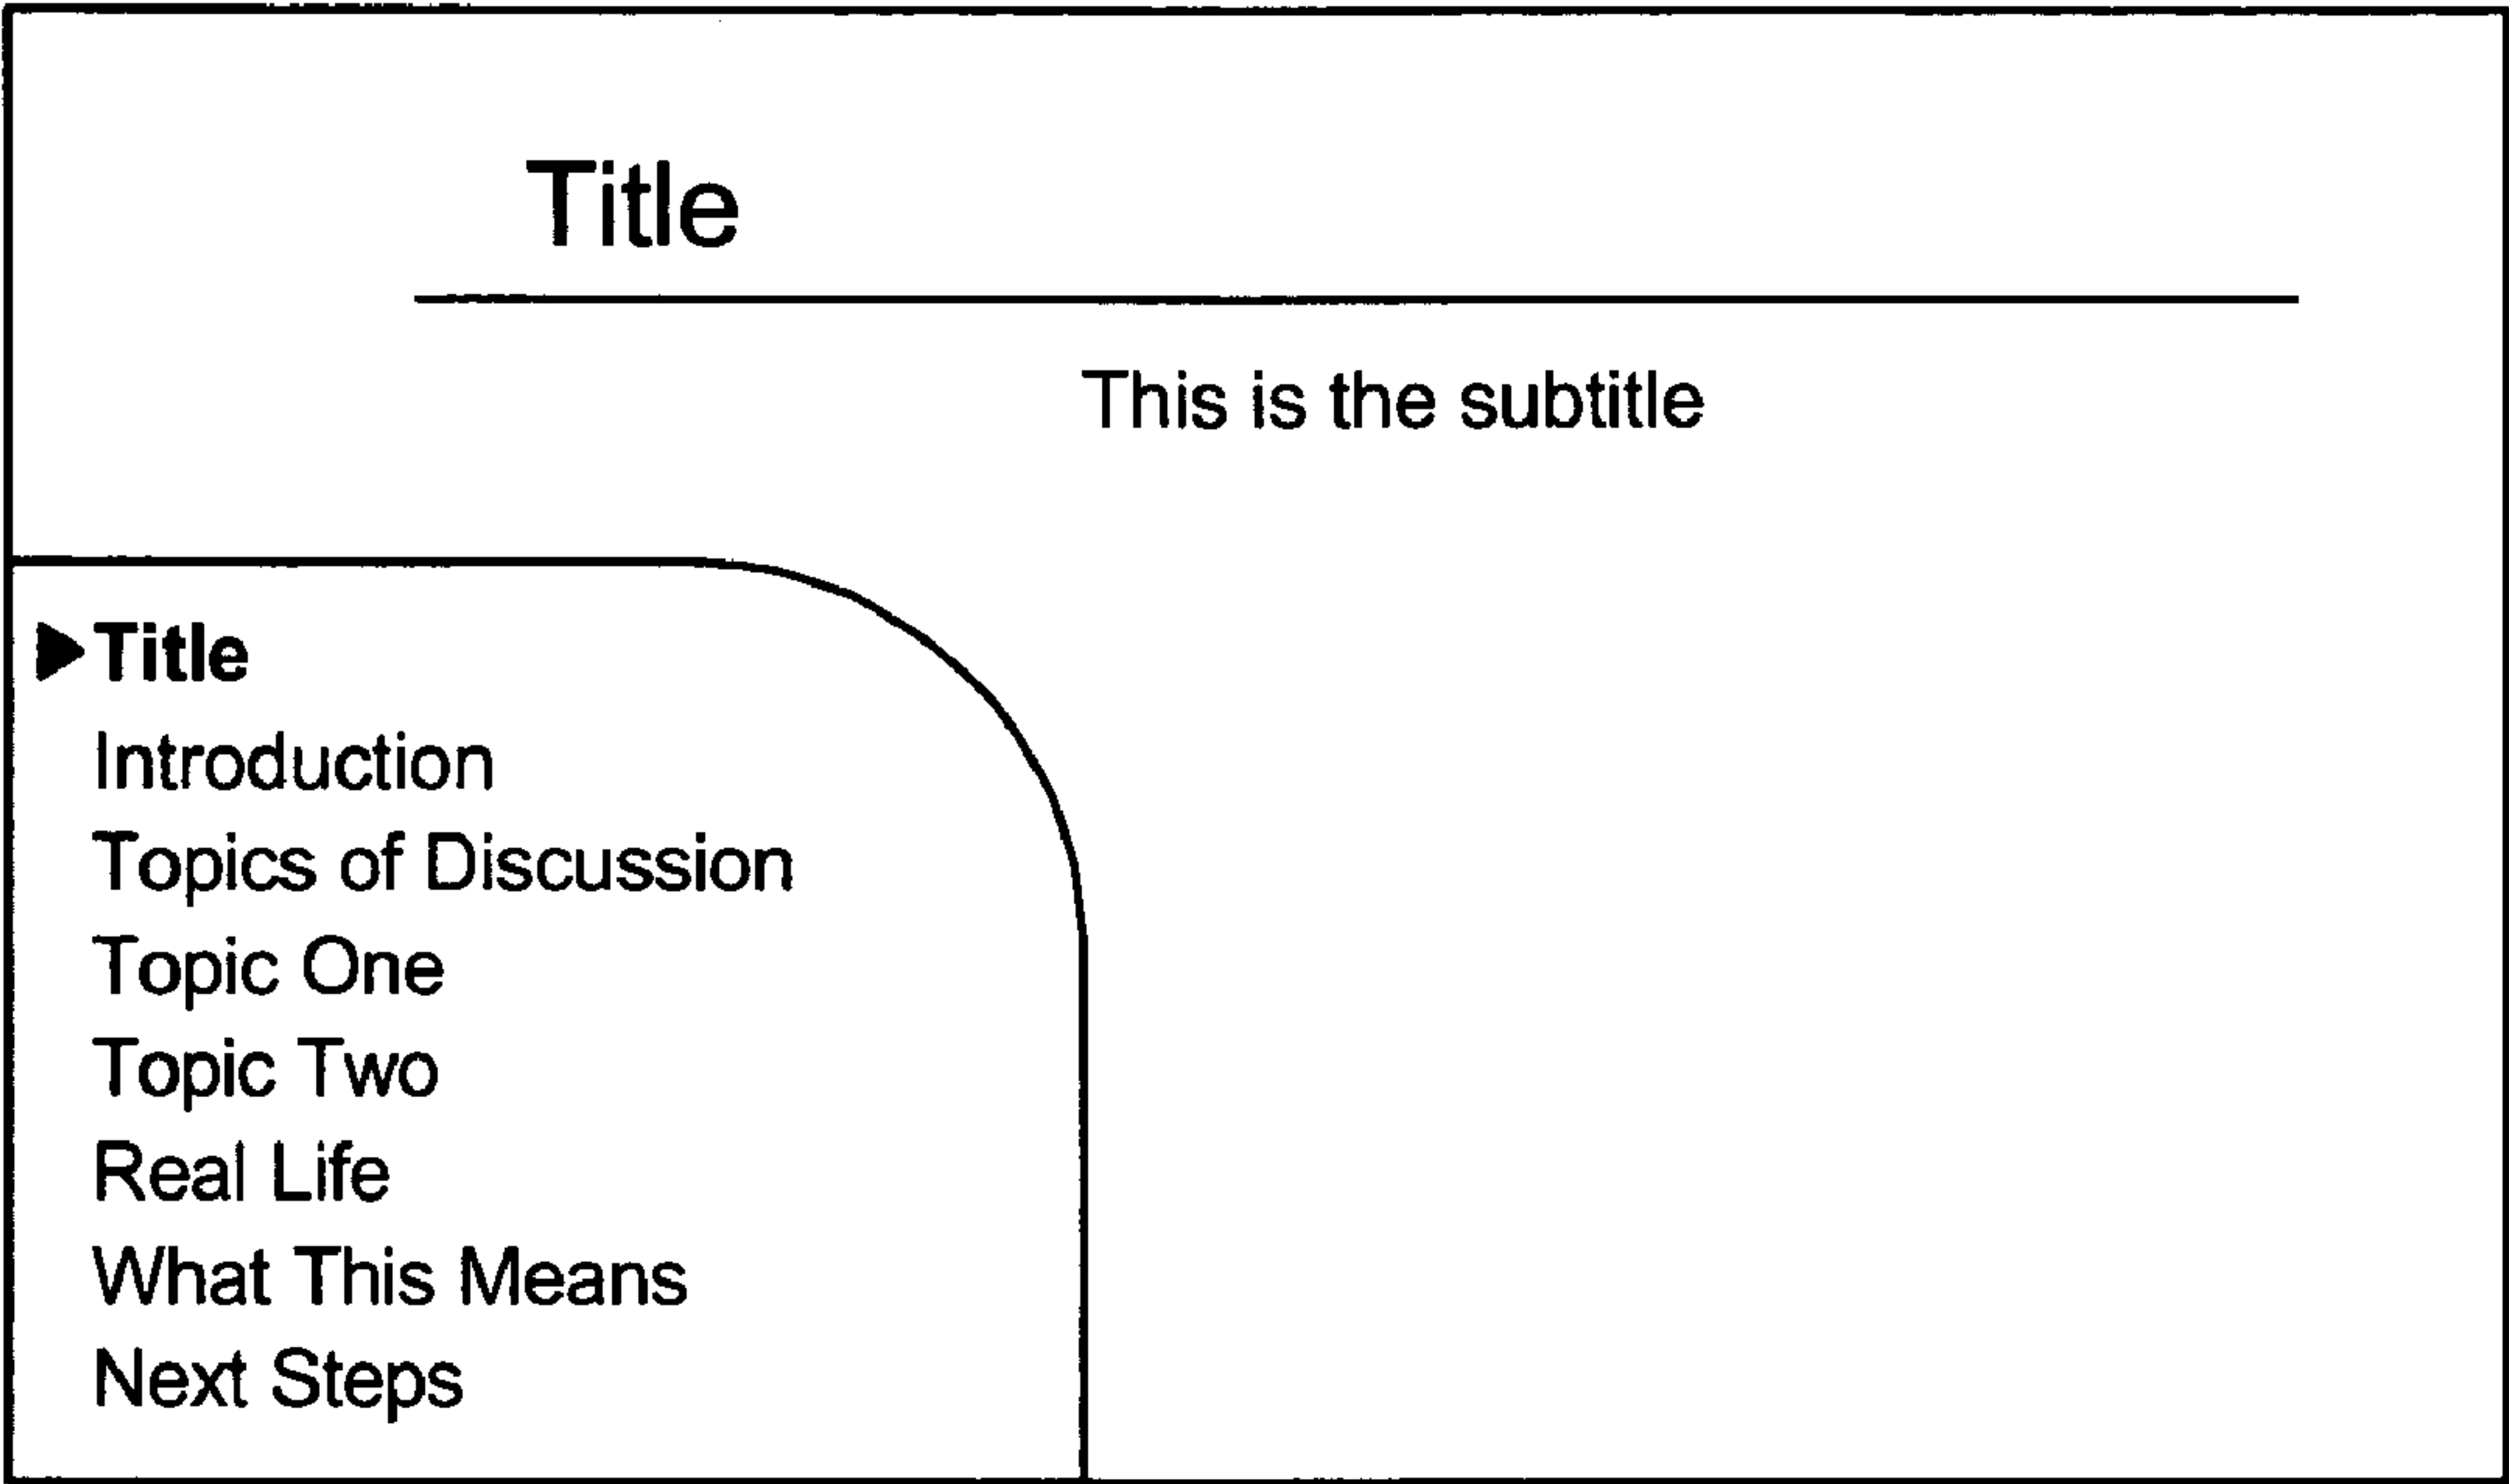 Title
This is the subtitle
Title
Introduction
Topics of Discussion
Topic One
Topic Two
Real Life
What This Means
Next Steps